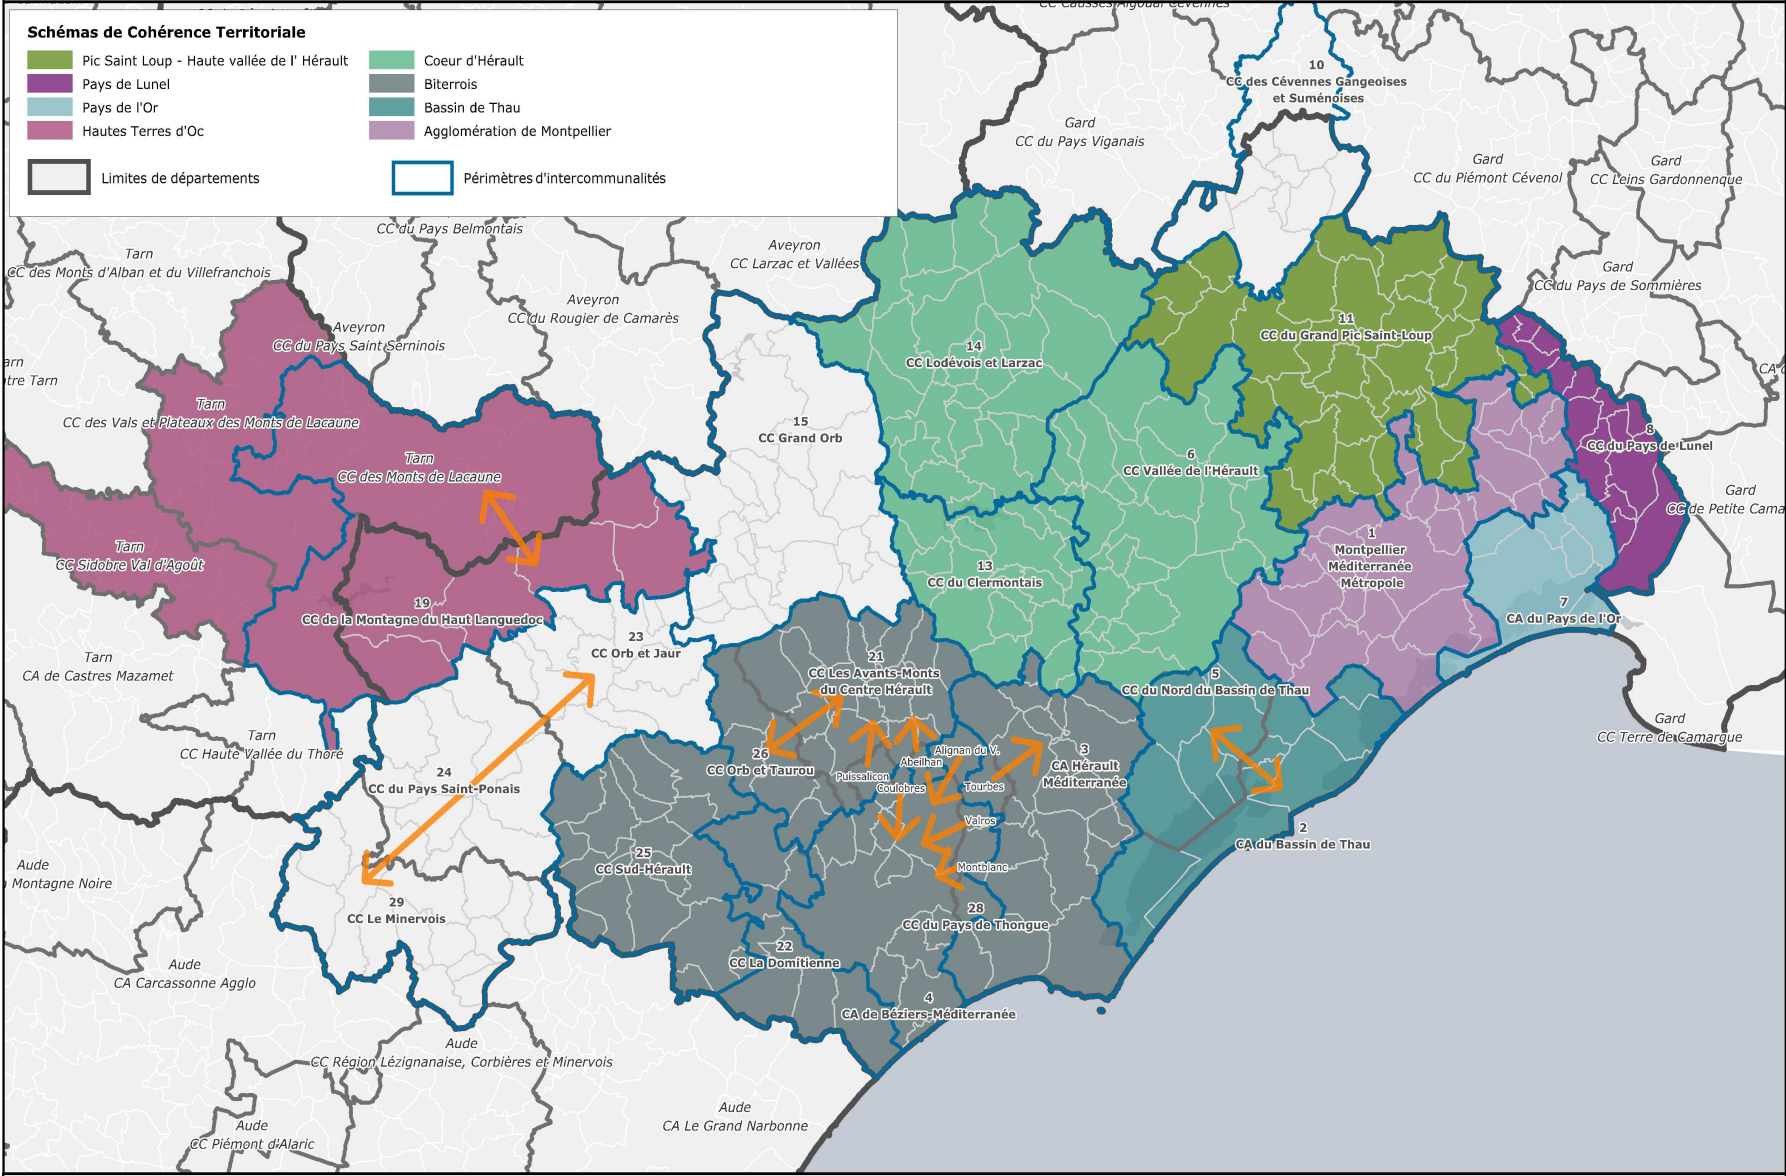 CC Causses Aigoual Cévennes
Schémas de Cohérence Territoriale
Pic Saint Loup - Haute vallée de l' Hérault
Pays de Lunel
Pays de l'Or
Hautes Terres d'Oc
Coeur d'Hérault
Biterrois
Bassin de Thau
Agglomération de Montpellier
Limites de départements
Périmètres d'intercommunalités
10
CC des Cévennes Gangeoises
et Suménoises
Gard
CC du Pays Viganais
Gard
CC du Piémont Cévenol
Gard
CC Leins Gardonnenque
CC du Pays Belmontais
Tarn
CC des Monts d'Alban et du Villefranchois
Aveyron
CC Larzac et Vallées
Gard
CC du Pays de Sommières
Aveyron
CC du Rougier de Camarès
Aveyron
CC du Pays Saint Serninois
11
CC du Grand Pic Saint-Loup
14
CC Lodévois et Larzac
arn
tre Tarn
CA
Tarn
CC des Vals et Plateaux des Monts de Lacaune
15
CC Grand Orb
8
CC du Pays de Lunel
Tarn
CC des Monts de Lacaune
6
CC Vallée de l'Hérault
Gard
CC de Petite Cama
Tarn
CC Sidobre Val d'Agoût
1
Montpellier
Méditerranée
Métropole
13
CC du Clermontais
19
CC de la Montagne du Haut Languedoc
7
CA du Pays de l'Or
23
CC Orb et Jaur
Tarn
CA de Castres Mazamet
21
CC Les Avants-Monts
du Centre Hérault
5
CC du Nord du Bassin de Thau
Gard
CC Terre de Camargue
Tarn
CC Haute Vallée du Thoré
26
CC Orb et Taurou
Alignan du V.
Abeilhan
Puissalicon
Coulobres
Tourbes
Valros
Montblanc
3
CA Hérault
Méditerranée
24
CC du Pays Saint-Ponais
2
CA du Bassin de Thau
25
CC Sud-Hérault
Aude
Montagne Noire
29
CC Le Minervois
28
CC du Pays de Thongue
22
CC La Domitienne
Aude
CA Carcassonne Agglo
4
CA de Béziers-Méditerranée
Aude
CC Région Lézignanaise, Corbières et Minervois
Aude
CA Le Grand Narbonne
Aude
CC Piémont d'Alaric